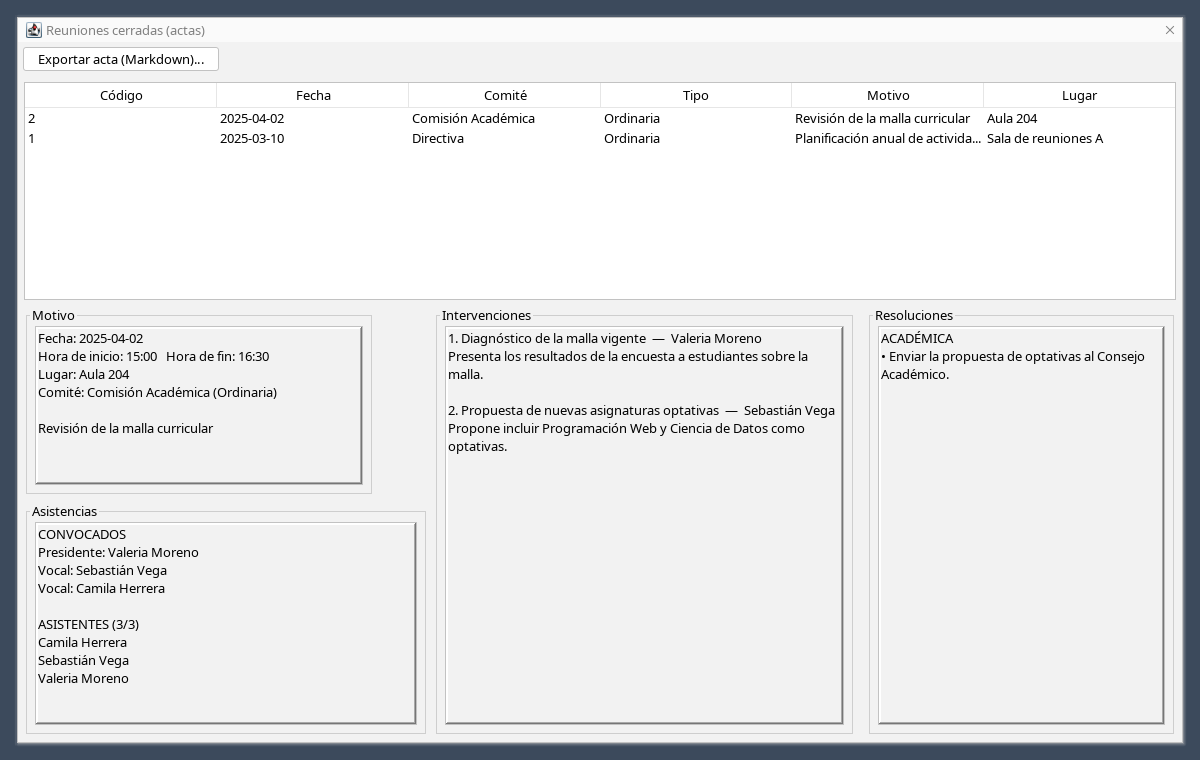 Reuniones cerradas (actas)
Exportar acta (Markdown)...
Código Fecha Comité Tipo Motivo Lugar
2 2025-04-02 Comisión Académica Ordinaria Revisión de la malla curricular Aula 204
1 2025-03-10 Directiva Ordinaria Planificación anual de activida... Sala de reuniones A
Motivo
Fecha: 2025-04-02
Hora de inicio: 15:00 Hora de fin: 16:30
Lugar: Aula 204
Comité: Comisión Académica (Ordinaria)
Revisión de la malla curricular
Asistencias
CONVOCADOS
Presidente: Valeria Moreno
Vocal: Sebastián Vega
Vocal: Camila Herrera
ASISTENTES (3/3)
Camila Herrera
Sebastián Vega
Valeria Moreno
Intervenciones
1. Diagnóstico de la malla vigente — Valeria Moreno
Presenta los resultados de la encuesta a estudiantes sobre la
malla.
2. Propuesta de nuevas asignaturas optativas — Sebastián Vega
Propone incluir Programación Web y Ciencia de Datos como
optativas.
Resoluciones
ACADÉMICA
• Enviar la propuesta de optativas al Consejo
Académico.